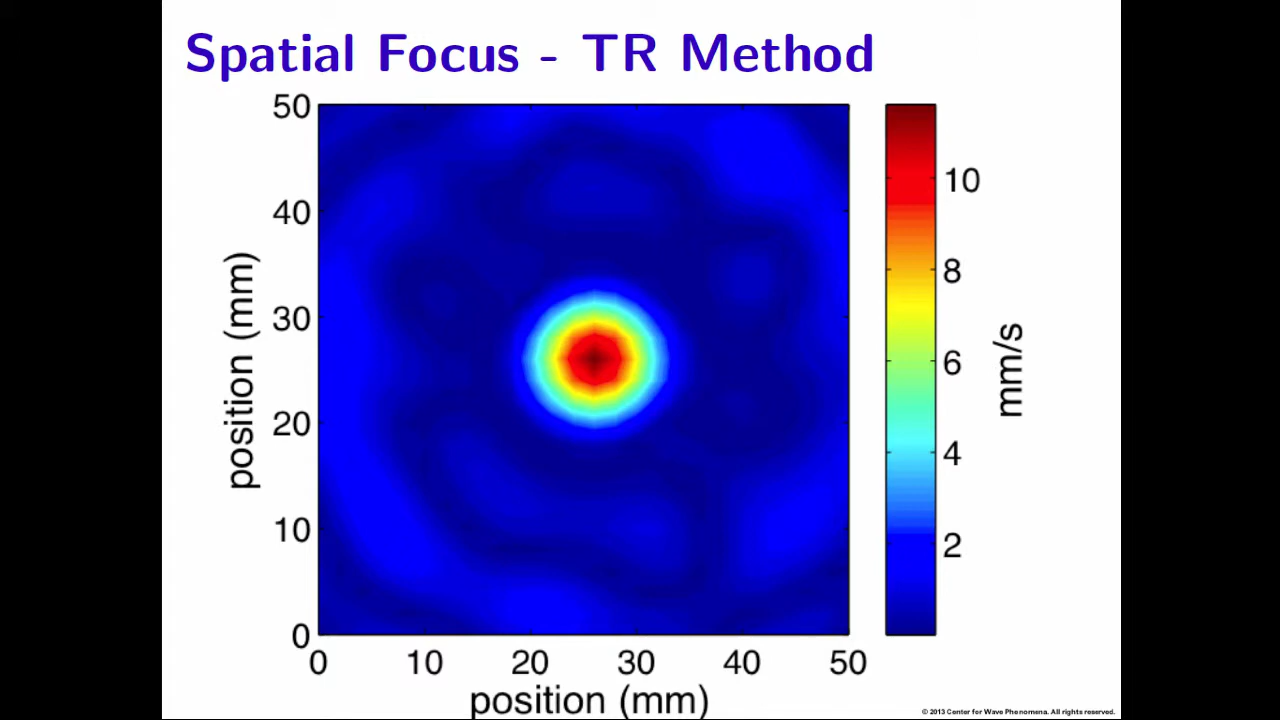 Spatial Focus - TR Method
50
40
30
20
10
0
position (mm)
0 10 20 30 40 50
position (mm)
10
8
6
4
2
mm/s
© 2013 Center for Wave Phenomena. All rights reserved.